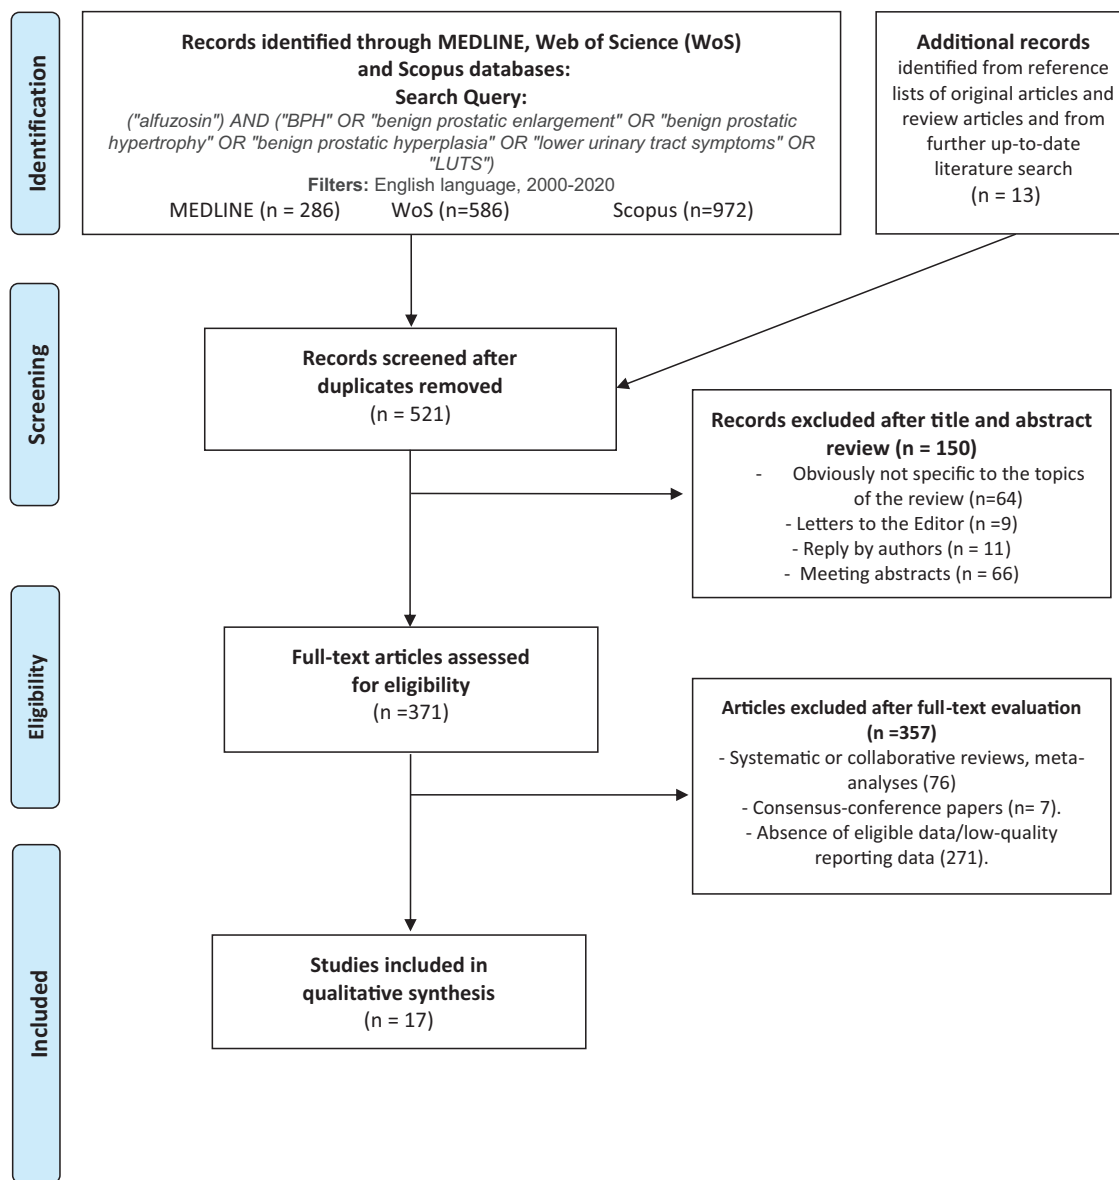 Identification
Records identified through MEDLINE, Web of Science (WoS)
and Scopus databases:
Search Query:
("alfuzosin") AND ("BPH" OR "benign prostatic enlargement" OR "benign prostatic
hypertrophy" OR "benign prostatic hyperplasia" OR "lower urinary tract symptoms" OR
"LUTS")
Filters: English language, 2000-2020
MEDLINE (n = 286) WoS (n=586) Scopus (n=972)
Additional records
identified from reference
lists of original articles and
review articles and from
further up-to-date
literature search
(n = 13)
Screening
Records screened after
duplicates removed
(n = 521)
Records excluded after title and abstract
review (n = 150)
- Obviously not specific to the topics
of the review (n=64)
- Letters to the Editor (n =9)
- Reply by authors (n = 11)
- Meeting abstracts (n = 66)
Eligibility
Full-text articles assessed
for eligibility
(n =371)
Articles excluded after full-text evaluation
(n =357)
- Systematic or collaborative reviews, meta-
analyses (76)
- Consensus-conference papers (n= 7).
- Absence of eligible data/low-quality
reporting data (271).
Included
Studies included in
qualitative synthesis
(n = 17)